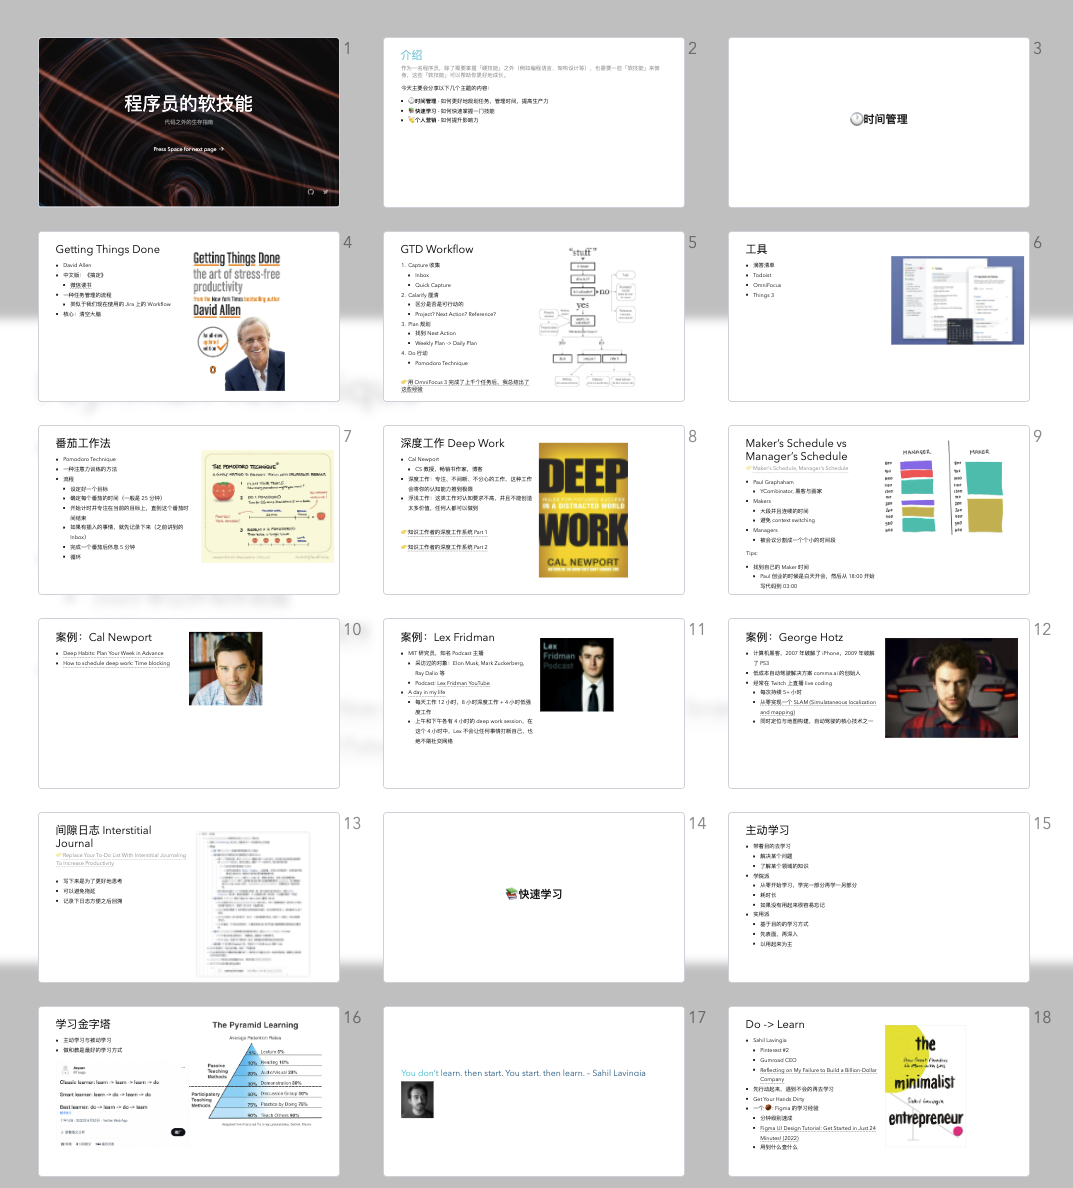 1
程序员的软技能
代码之外的生存指南
Press Space for next page →
2
介绍
作为一名程序员，除了需要掌握「硬技能」之外（例如编程语言、架构设计等），也需要一些「软技能」来傍
身，这些「软技能」可以帮助你更好地成长。
今天主要会分享以下几个主题的内容：
时间管理 - 如何更好地规划任务，管理时间，提高生产力
快速学习 - 如何快速掌握一门技能
个人营销 - 如何提升影响力
3
时间管理
4
Getting Things Done
David Allen
中文版：《搞定》
微信读书
一种任务管理的流程
类似于我们现在使用的 Jira 上的 Workflow
核心：清空大脑
Getting Things Done
the art of stress-free
productivity
from the New York Times bestselling author
David Allen
5
GTD Workflow
1. Capture 收集
Inbox
Quick Capture
2. Calarify 厘清
区分是否是可行动的
Project? Next Action? Reference?
3. Plan 规划
找到 Next Action
Weekly Plan -> Daily Plan
4. Do 行动
Pomodoro Technique
👉用 OmniFocus 3 完成了上千个任务后，我总结出了
这些经验
"stuff"
no
yes
6
工具
滴答清单
Todoist
OmniFocus
Things 3
7
番茄工作法
Pomodoro Technique
一种注意力训练的方法
流程
设定好一个目标
确定每个番茄的时间（一般是 25 分钟）
开始计时并专注在当前的目标上，直到这个番茄时
间结束
如果有插入的事情，就先记录下来（之前讲到的
Inbox）
完成一个番茄后休息 5 分钟
循环
THE POMODORO TECHNIQUE
8
深度工作 Deep Work
Cal Newport
CS 教授，畅销书作家，博客
深度工作：专注、不间断、不分心的工作，这种工作
会将你的认知能力推到极限
浮浅工作：这类工作对认知要求不高，并且不能创造
太多价值，任何人都可以做到
👉知识工作者的深度工作系统 Part 1
👉知识工作者的深度工作系统 Part 2
DEEP
RULES FOR FOCUSED SUCCESS
IN A DISTRACTED WORLD
WORK
CAL NEWPORT
9
Maker's Schedule vs
Manager's Schedule
👉Maker's Schedule, Manager's Schedule
Paul Graphaham
YCombinator, 黑客与画家
Makers
大段并且连续的时间
避免 context switching
Managers
被会议分割成一个个小的时间段
Tips:
找到自己的 Maker 时间
Paul 创业的时候是白天开会，然后从 18:00 开始
写代码到 03:00
MANAGER
MAKER
10
案例：Cal Newport
Deep Habits: Plan Your Week in Advance
How to schedule deep work: Time blocking
11
案例：Lex Fridman
MIT 研究员，知名 Podcast 主播
采访过的对象：Elon Musk, Mark Zuckerberg,
Ray Dalio 等
Podcast: Lex Fridman YouTube
A day in my life
每天工作 12 小时，8 小时深度工作 + 4 小时低强
度工作
上午和下午各有 4 小时的 deep work session，在
这个 4 小时中，Lex 不会让任何事情打断自己，也
绝不刷社交网络
Lex
Fridman
Podcast
12
案例：George Hotz
计算机黑客，2007 年破解了 iPhone，2009 年破解
了 PS3
低成本自动驾驶解决方案 comma.ai 的创始人
经常在 Twitch 上直播 live coding
每次持续 5+ 小时
从零实现一个 SLAM (Simulataneous localization
and mapping)
同时定位与地图构建，自动驾驶的核心技术之一
13
间隙日志 Interstitial
Journal
👉Replace Your To-Do List With Interstitial Journaling
To Increase Productivity
写下来是为了更好地思考
可以避免拖延
记录下日志方便之后回溯
14
快速学习
15
主动学习
带着目的去学习
解决某个问题
了解某个领域的知识
学院派
从零开始学习，学完一部分再学一另部分
耗时长
如果没有用起来很容易忘记
实用派
基于目的的学习方式
先表面，再深入
以用起来为主
16
学习金字塔
主动学习与被动学习
做和教是最好的学习方式
Classic learner: learn -> learn -> learn -> do
Smart learner: learn -> do -> learn -> do
Best learner: do -> learn -> do -> learn
The Pyramid Learning
Average Retention Rates
Passive
Teaching
Methods
Participatory
Teaching
Methods
5% Lecture 5%
10% Reading 10%
20% Audio/Visual 20%
30% Demonstration 30%
50% Discussion Group 50%
75% Practice by Doing 75%
90% Teach Others 90%
17
You don't learn, then start. You start, then learn. – Sahil Lavinoia
18
Do -> Learn
Sahil Lavingia
Pinterest #2
Gumroad CEO
Reflecting on My Failure to Build a Billion-Dollar
Company
先行动起来，遇到不会的再去学习
Get Your Hands Dirty
一个🌰: Figma 的学习经验
分钟级别速成
Figma UI Design Tutorial: Get Started in Just 24
Minutes! (2022)
用到什么查什么
the
minimalist
Sahil Lavingia
entrepreneur